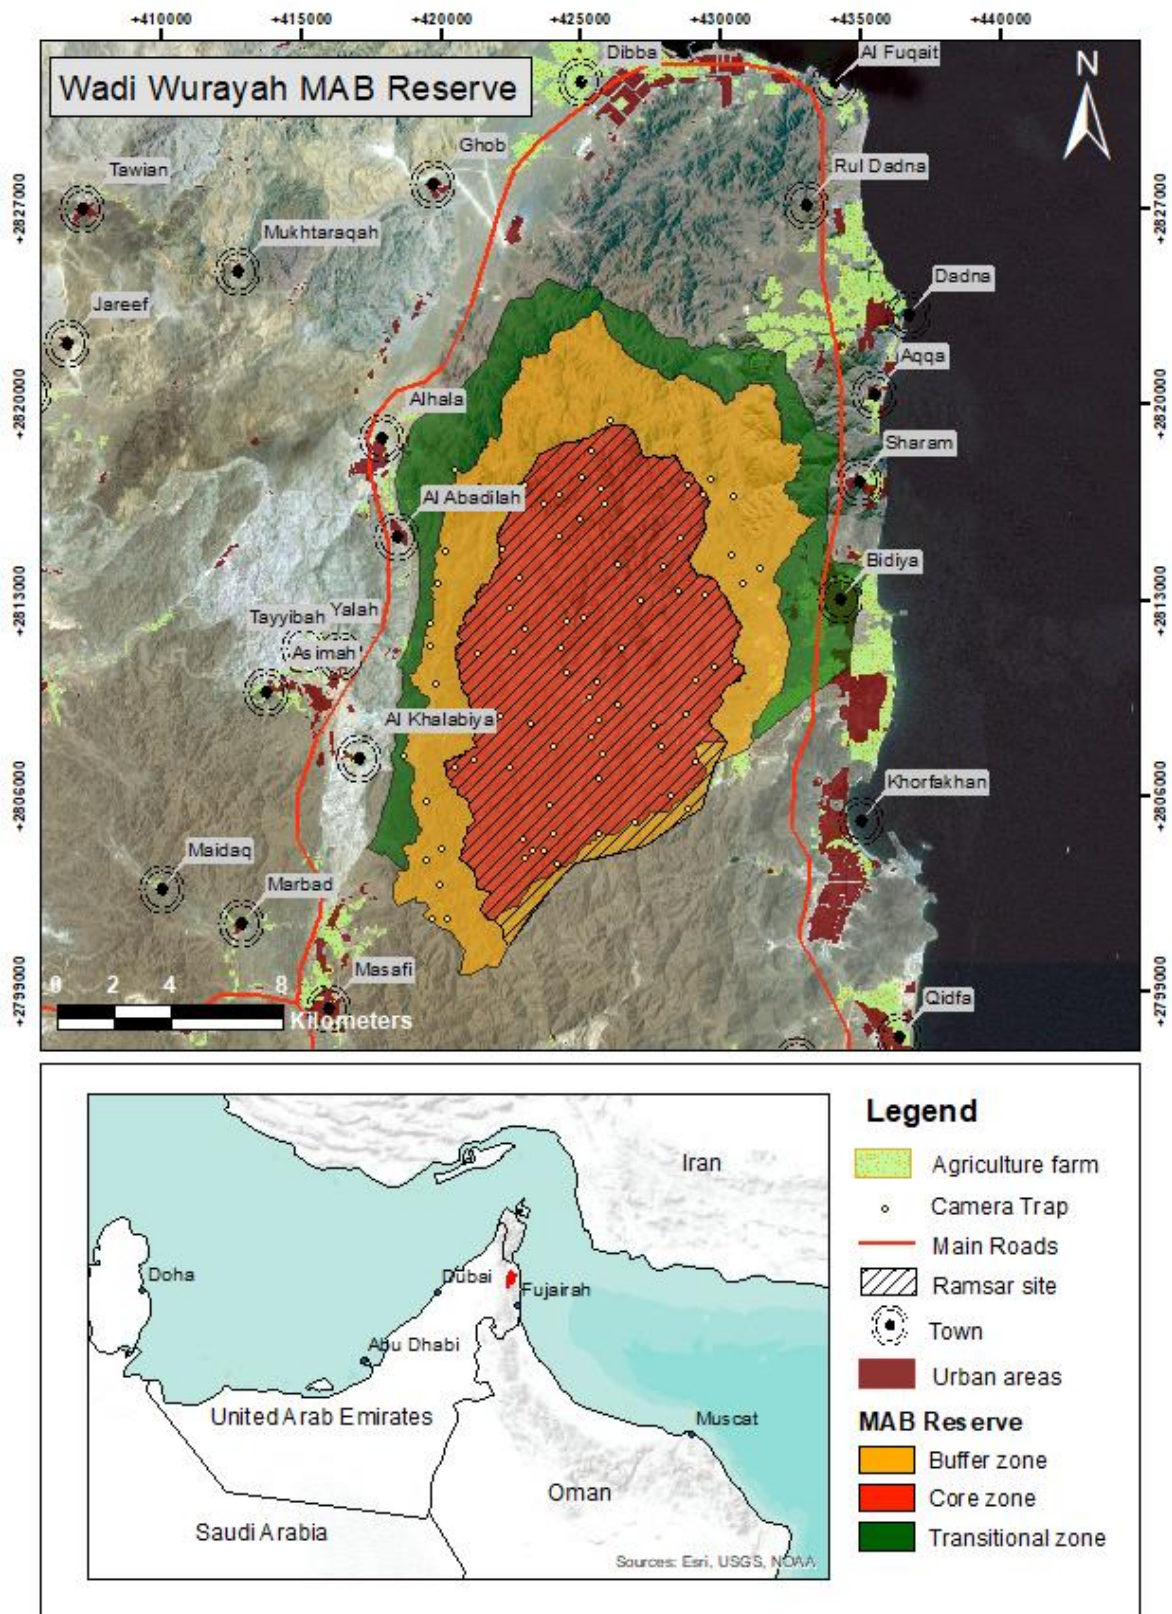 +410000 +415000 +420000 +425000 +430000 +435000 +440000
Wadi Wurayah MAB Reserve
Dibba
Al Fuqait
N
Ghob
Tawian
Rul Dadna
+2827000
+2827000
Mukhtaraqah
Dadna
Jareef
Aqqa
Alhala
+2820000
+2820000
Sharam
Al Abadilah
Bidiya
+2813000
+2813000
Tayyibah
Yalah
Asimah
Al Khalabiya
Khorfakhan
+2806000
+2806000
Maidaq
Marbad
Masafi
0 2 4 8
Kilometers
Qidfa
+2799000
+2799000
Iran
Doha
Dubai
Fujairah
Abu Dhabi
United Arab Emirates
Muscat
Oman
Saudi Arabia
Sources: Esri, USGS, NOAA
Legend
Agriculture farm
Camera Trap
Main Roads
Ramsar site
Town
Urban areas
MAB Reserve
Buffer zone
Core zone
Transitional zone